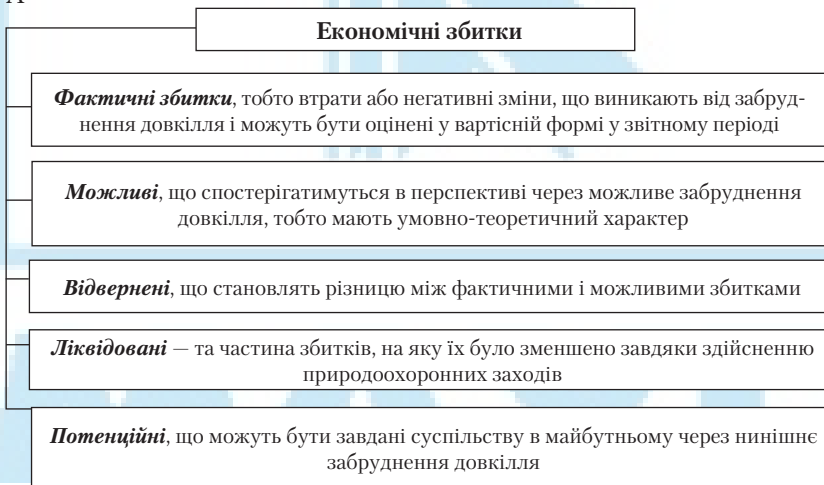 Економічні збитки
Фактичні збитки, тобто втрати або негативні зміни, що виникають від забруд-
нення довкілля і можуть бути оцінені у вартісній формі у звітному періоді
Можливі, що спостерігатимуться в перспективі через можливе забруднення
довкілля, тобто мають умовно-теоретичний характер
Відвернені, що становлять різницю між фактичними і можливими збитками
Ліквідовані — та частина збитків, на яку їх було зменшено завдяки здійсненню
природоохоронних заходів
Потенційні, що можуть бути завдані суспільству в майбутньому через нинішнє
забруднення довкілля